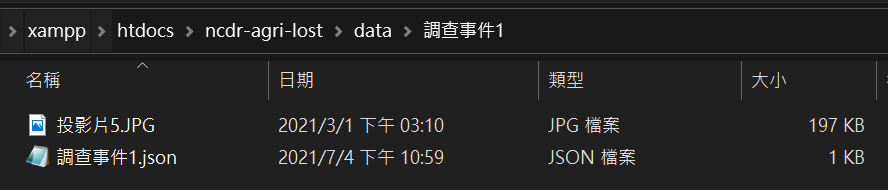 xampp > htdocs > ncdr-agri-lost > data > 調查事件1
名稱 日期 類型 大小
投影片5.JPG 2021/3/1 下午 03:10 JPG 檔案 197 KB
調查事件1.json 2021/7/4 下午 10:59 JSON 檔案 1 KB